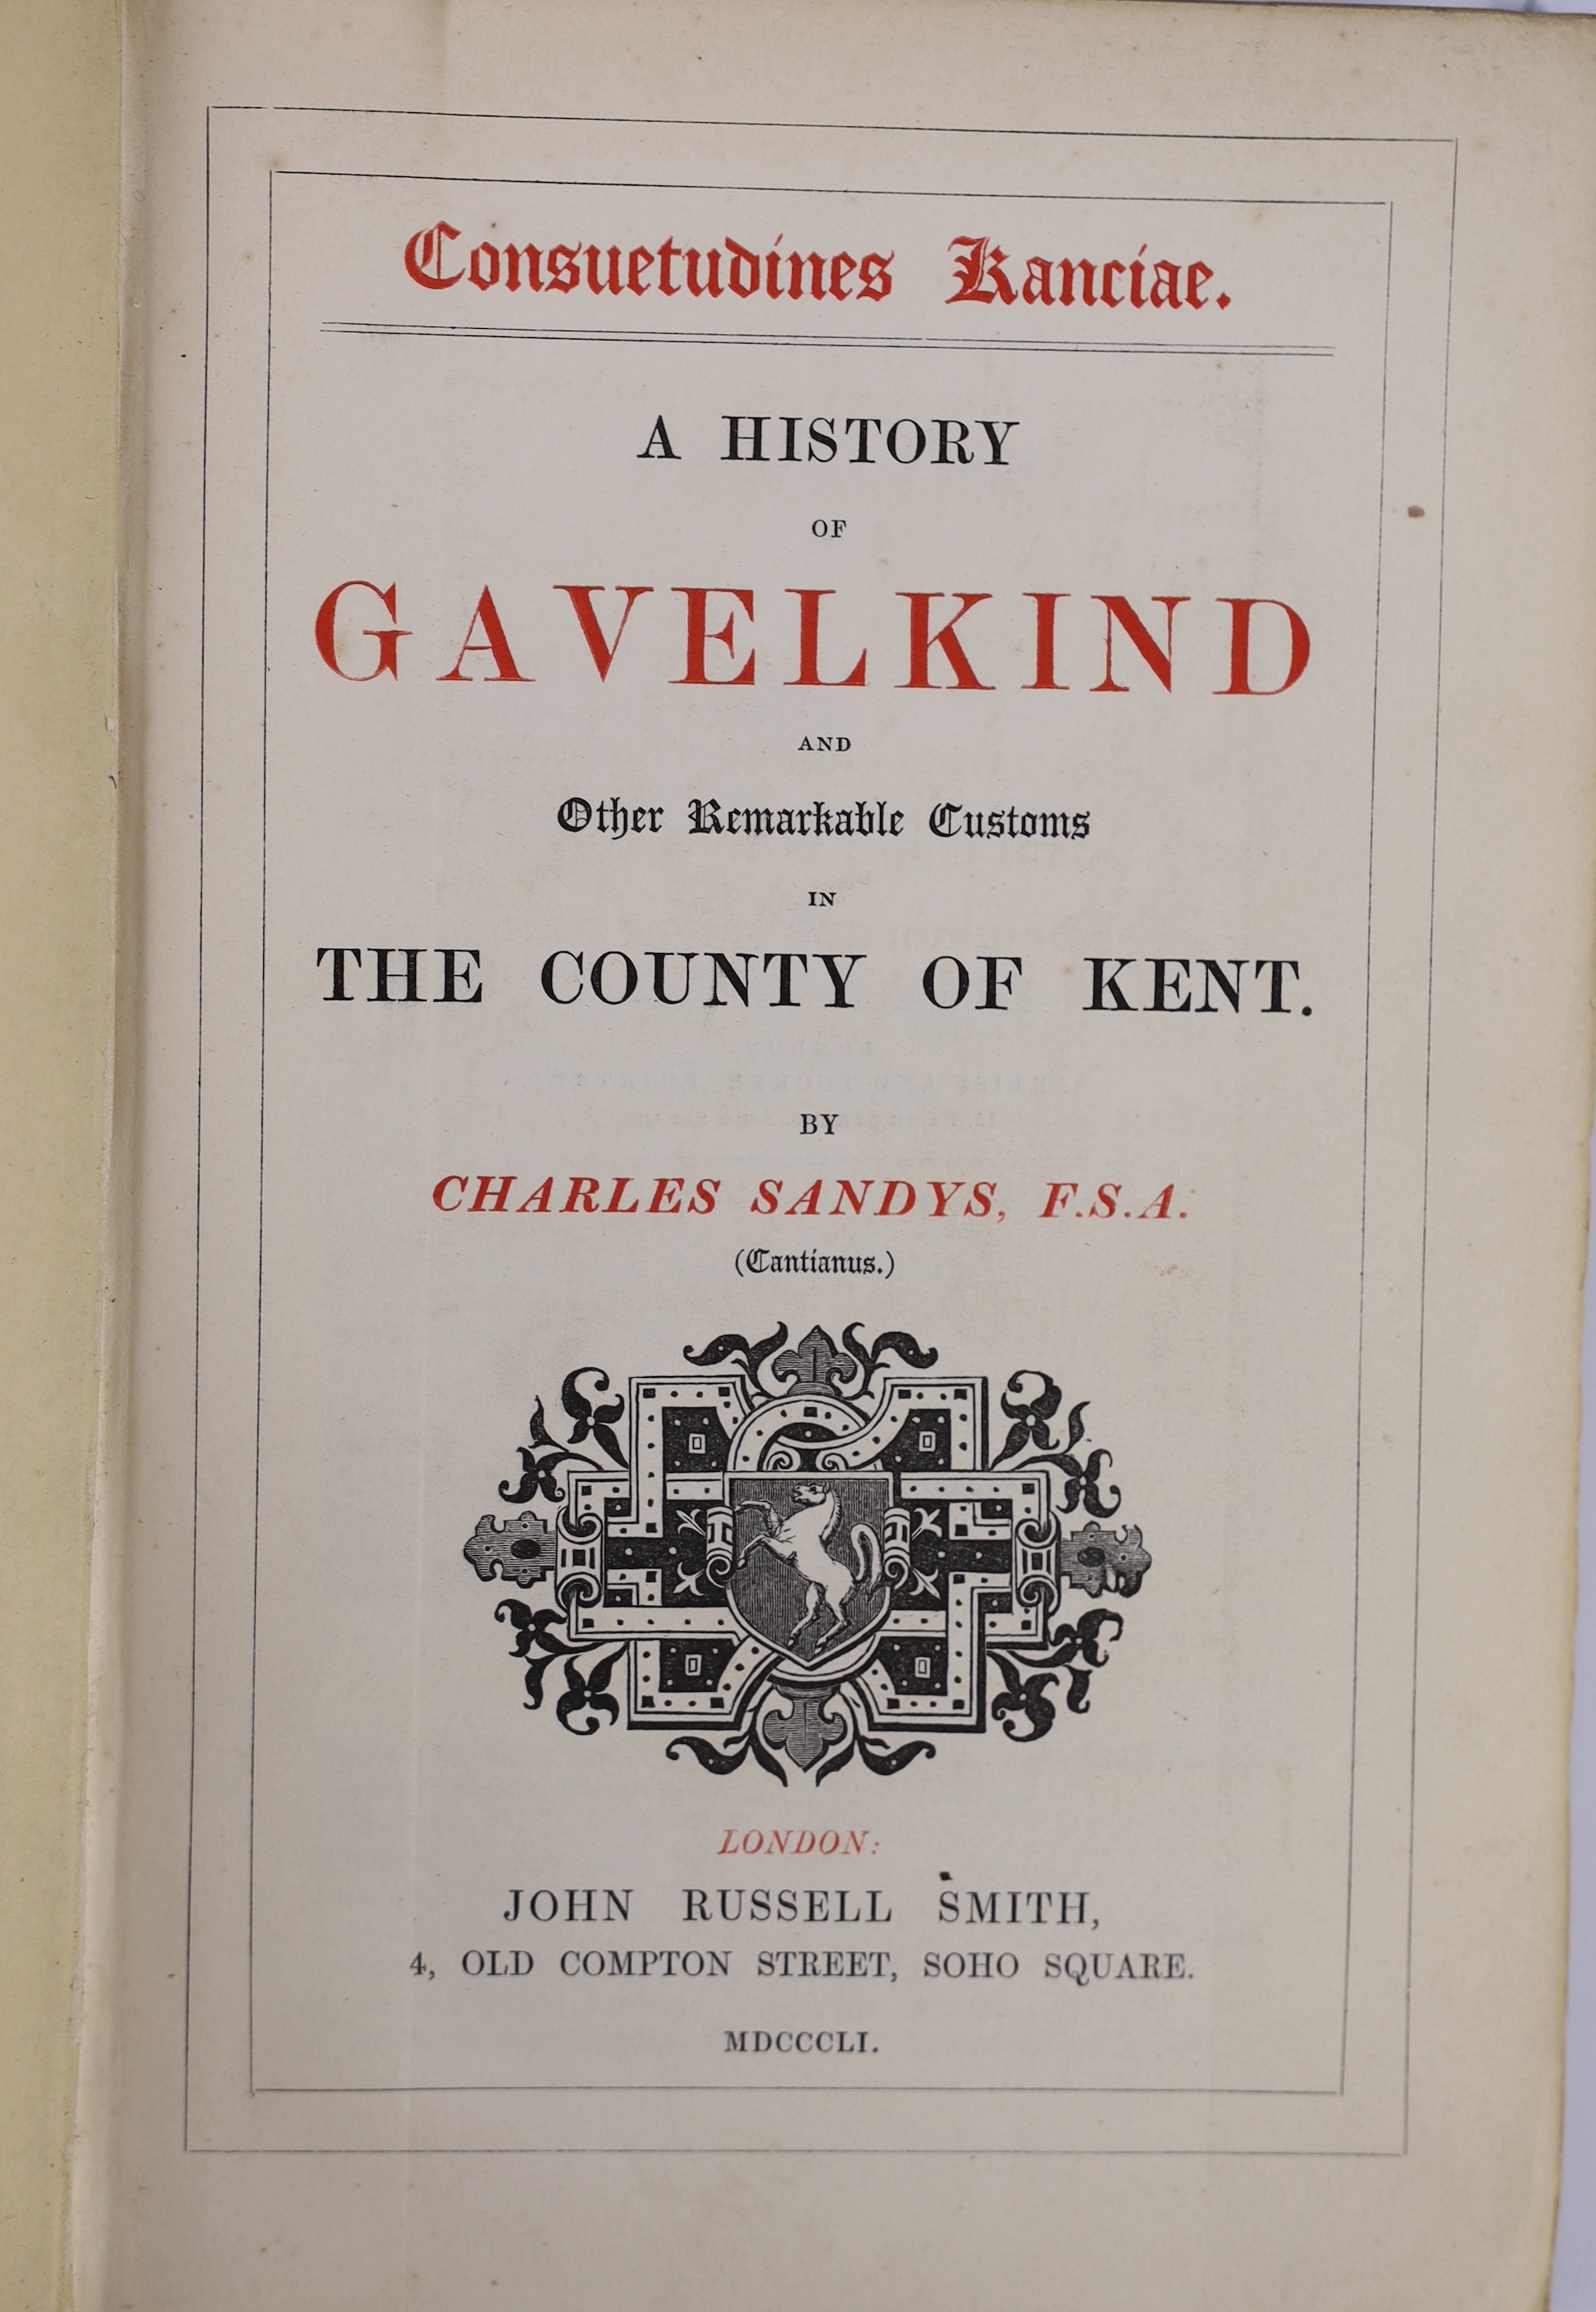 Consuetudines Kanciae.
A HISTORY
OF
GAVELKIND
AND
Other Remarkable Customs
IN
THE COUNTY OF KENT.
BY
CHARLES SANDYS, F.S.A.
(Cantianus.)
LONDON:
JOHN RUSSELL SMITH,
4, OLD COMPTON STREET, SOHO SQUARE.
MDCCCLI.